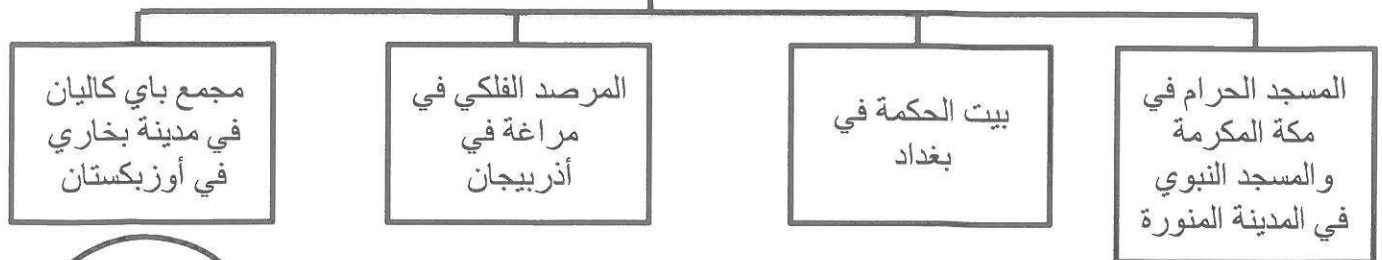 المسجد الحرام في
مكة المكرمة
والمسجد النبوي
في المدينة المنورة
بيت الحكمة في
بغداد
المرصد الفلكي في
مراغة في
أذربيجان
مجمع باي كاليان
في مدينة بخاري
في أوزبكستان